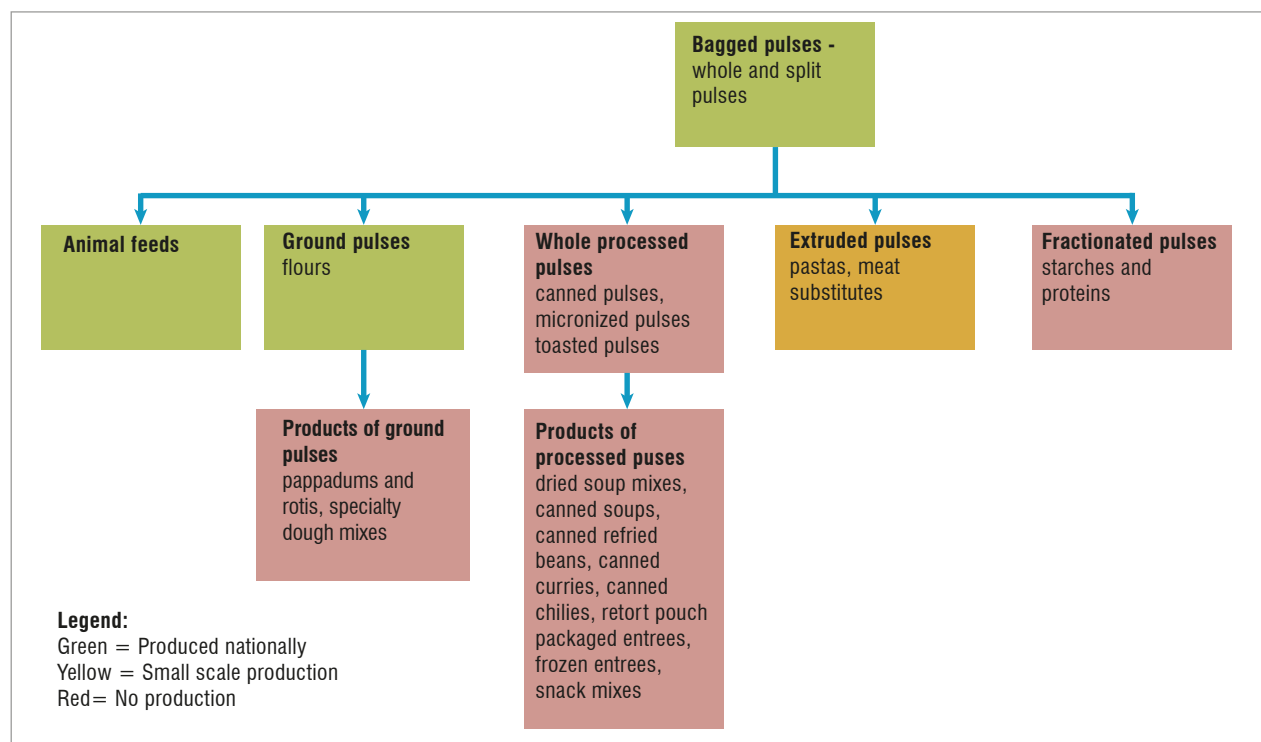 Bagged pulses -
whole and split
pulses
Animal feeds
Ground pulses
flours
Whole processed
pulses
canned pulses,
micronized pulses
toasted pulses
Extruded pulses
pastas, meat
substitutes
Fractionated pulses
starches and
proteins
Products of ground
pulses
pappadums and
rotis, specialty
dough mixes
Products of
processed puses
dried soup mixes,
canned soups,
canned refried
beans, canned
curries, canned
chilies, retort pouch
packaged entrees,
frozen entrees,
snack mixes
Legend:
Green = Produced nationally
Yellow = Small scale production
Red= No production